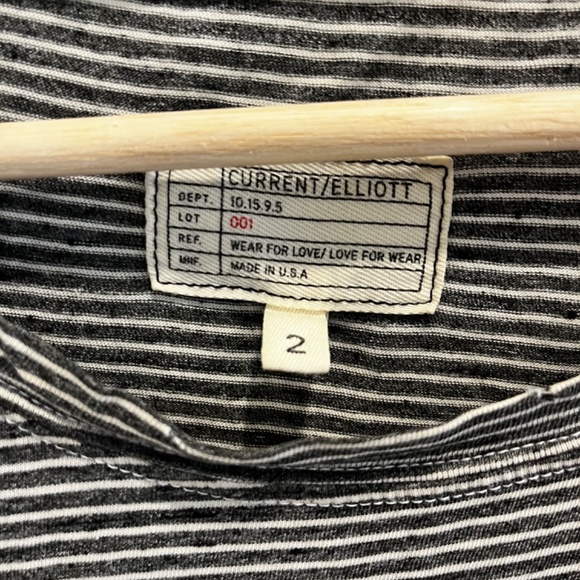 CURRENT/ELLIOTT
DEPT. 10.15.9.5
LOT 001
REF. WEAR FOR LOVE/ LOVE FOR WEAR
MNF. MADE IN U.S.A
2